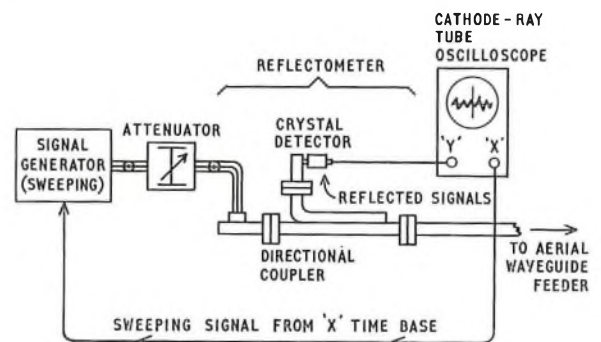 CATHODE-RAY
TUBE
OSCILLOSCOPE
REFLECTOMETER
ATTENUATOR
CRYSTAL
DETECTOR
SIGNAL
GENERATOR
(SWEEPING)
'Y' 'X'
REFLECTED SIGNALS
DIRECTIONAL
COUPLER
TO AERIAL
WAVEGUIDE
FEEDER
SWEEPING SIGNAL FROM 'X' TIME BASE